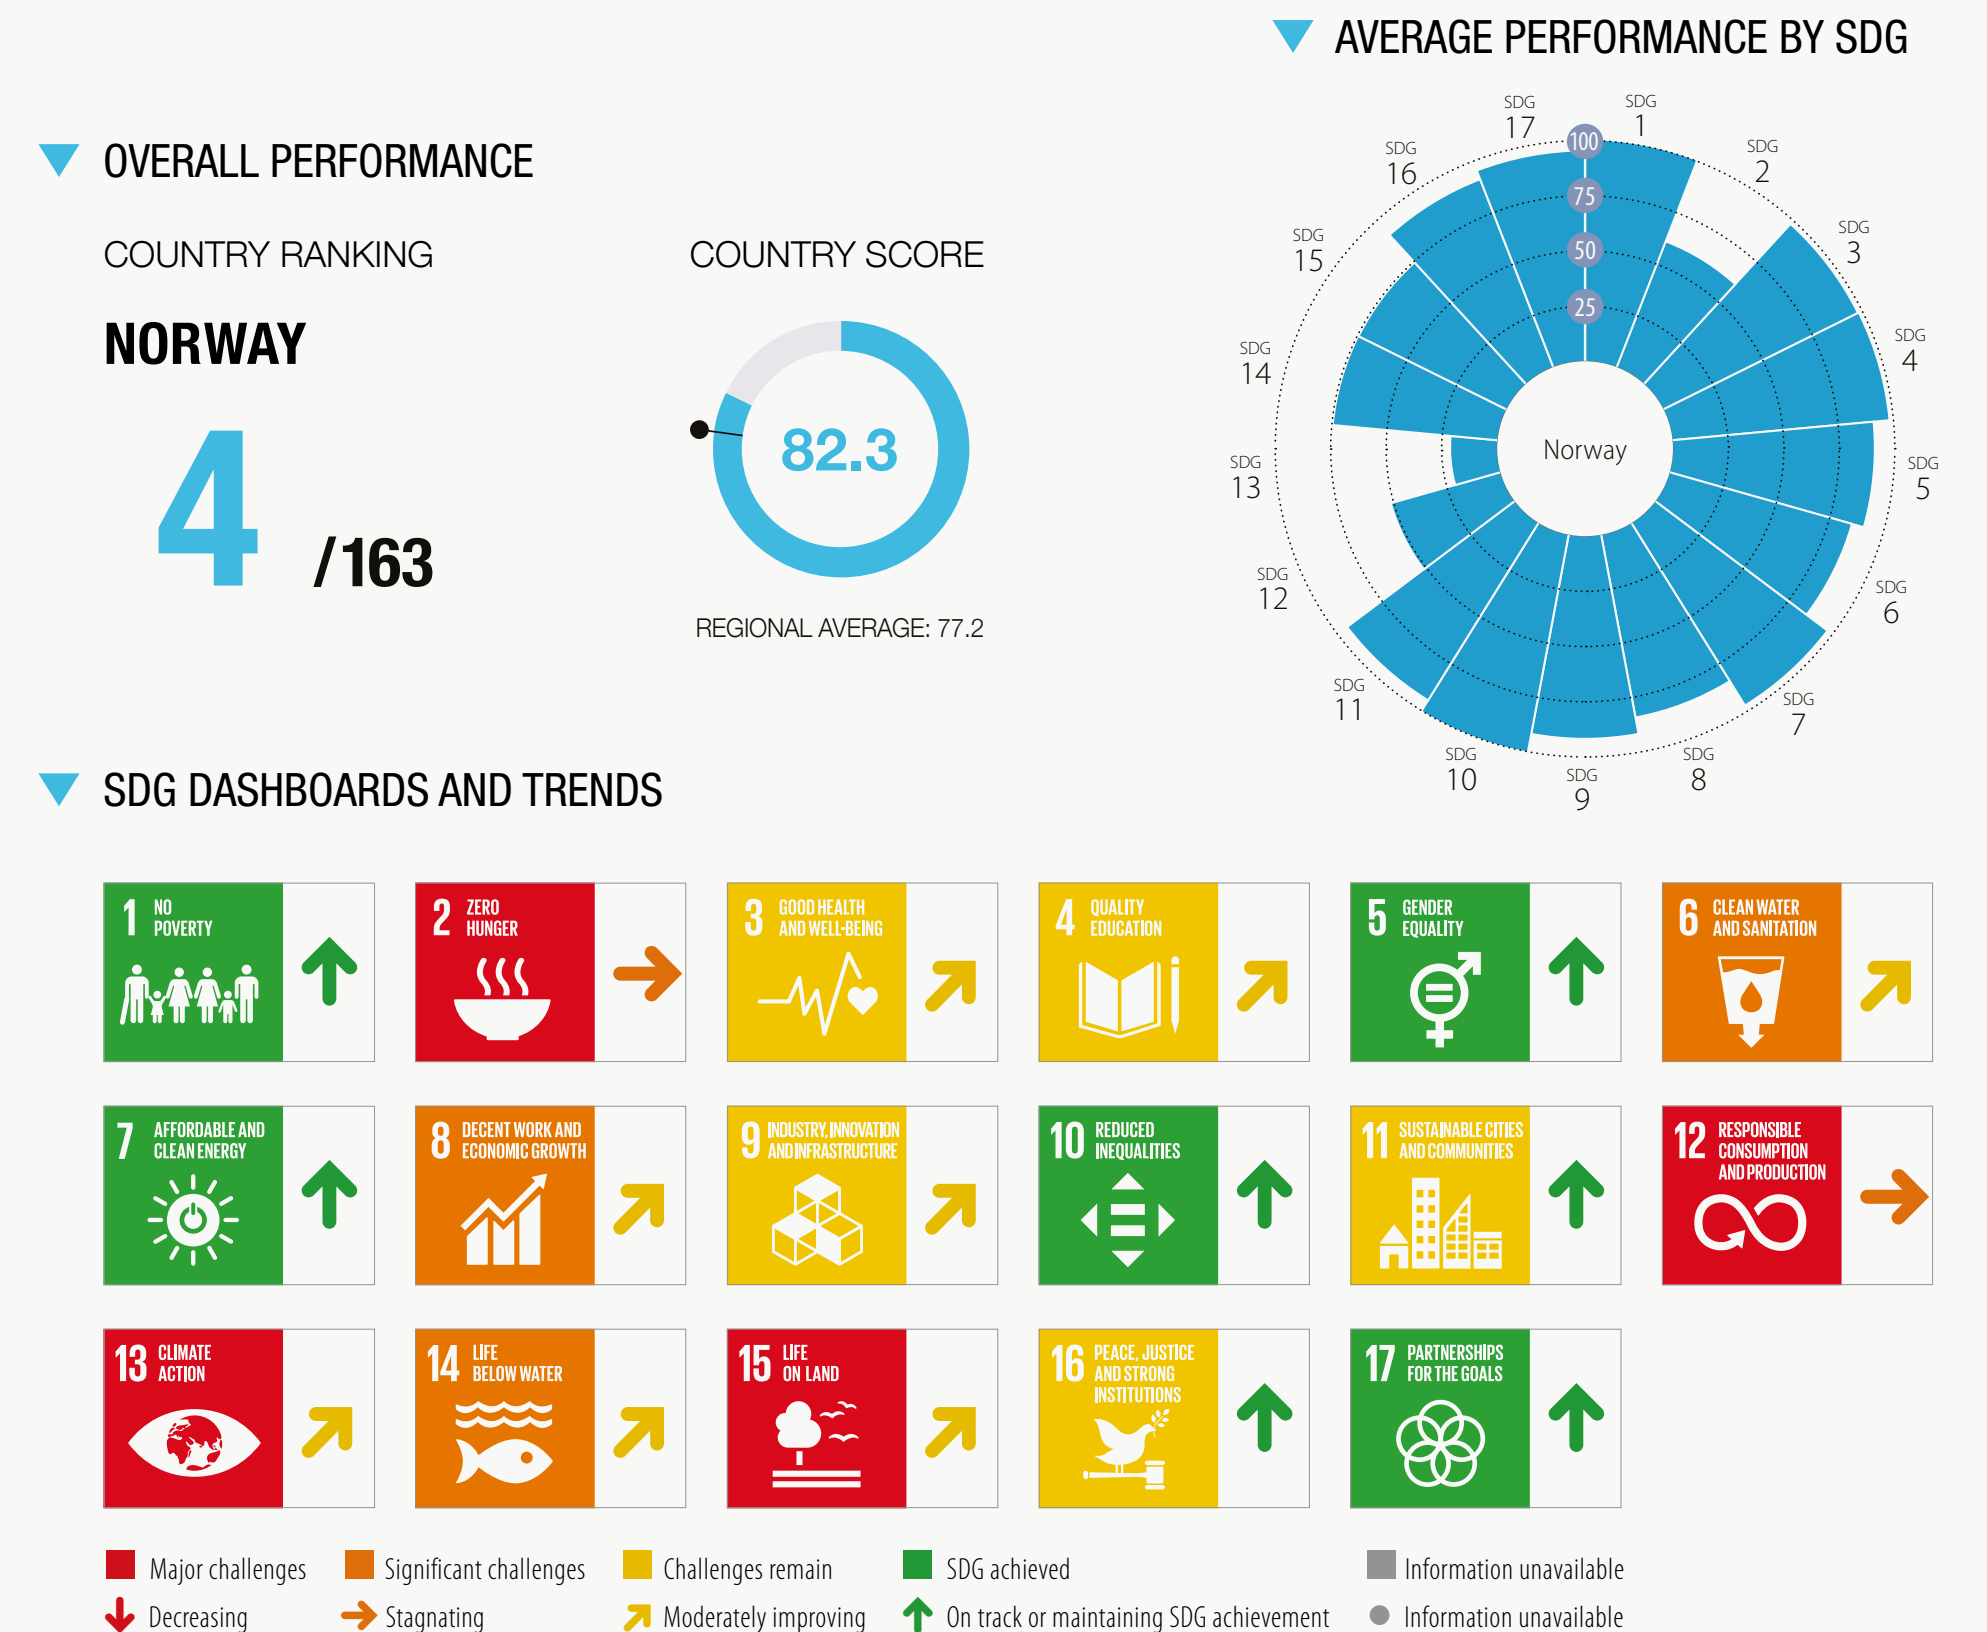 AVERAGE PERFORMANCE BY SDG
OVERALL PERFORMANCE
COUNTRY RANKING
NORWAY
4 /163
COUNTRY SCORE
82.3
REGIONAL AVERAGE: 77.2
100
75
50
25
Norway
SDG
1
SDG
2
SDG
3
SDG
4
SDG
5
SDG
6
SDG
7
SDG
8
SDG
9
SDG
10
SDG
11
SDG
12
SDG
13
SDG
14
SDG
15
SDG
16
SDG
17
SDG DASHBOARDS AND TRENDS
1 NO
POVERTY
2 ZERO
HUNGER
3 GOOD HEALTH
AND WELL-BEING
4 QUALITY
EDUCATION
5 GENDER
EQUALITY
6 CLEAN WATER
AND SANITATION
7 AFFORDABLE AND
CLEAN ENERGY
8 DECENT WORK AND
ECONOMIC GROWTH
9 INDUSTRY, INNOVATION
AND INFRASTRUCTURE
10 REDUCED
INEQUALITIES
11 SUSTAINABLE CITIES
AND COMMUNITIES
12 RESPONSIBLE
CONSUMPTION
AND PRODUCTION
13 CLIMATE
ACTION
14 LIFE
BELOW WATER
15 LIFE
ON LAND
16 PEACE, JUSTICE
AND STRONG
INSTITUTIONS
17 PARTNERSHIPS
FOR THE GOALS
Major challenges
Significant challenges
Challenges remain
SDG achieved
Information unavailable
Decreasing
Stagnating
Moderately improving
On track or maintaining SDG achievement
Information unavailable